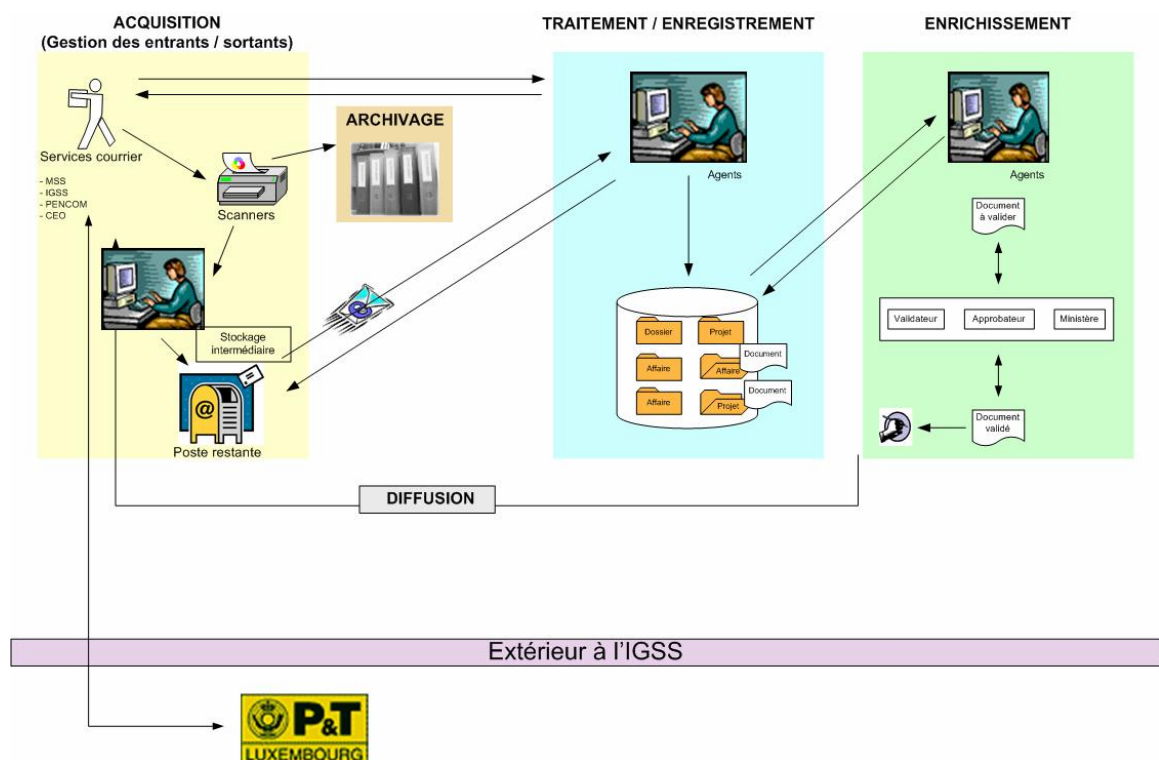 ACQUISITION
(Gestion des entrants / sortants)
TRAITEMENT / ENREGISTREMENT
ENRICHISSEMENT
Services courrier
- MSS
- IGSS
- PENCOM
- CEO
Scanners
ARCHIVAGE
Stockage
intermédiaire
@
Poste restante
Agents
Dossier
Projet
Document
Affaire
Affaire
Document
Affaire
Projet
Agents
Document
à valider
Validateur
Approbateur
Ministère
Document
validé
DIFFUSION
Extérieur à l'IGSS
P&T
LUXEMBOURG